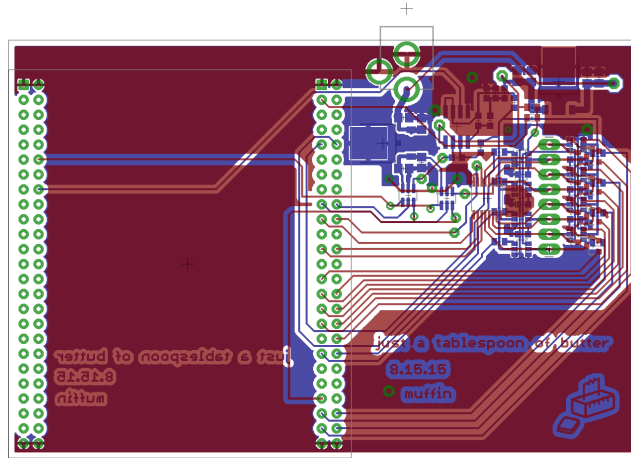 just a tablespoon of butter
8.15.15
muffin
just a tablespoon of butter
8.15.15
muffin